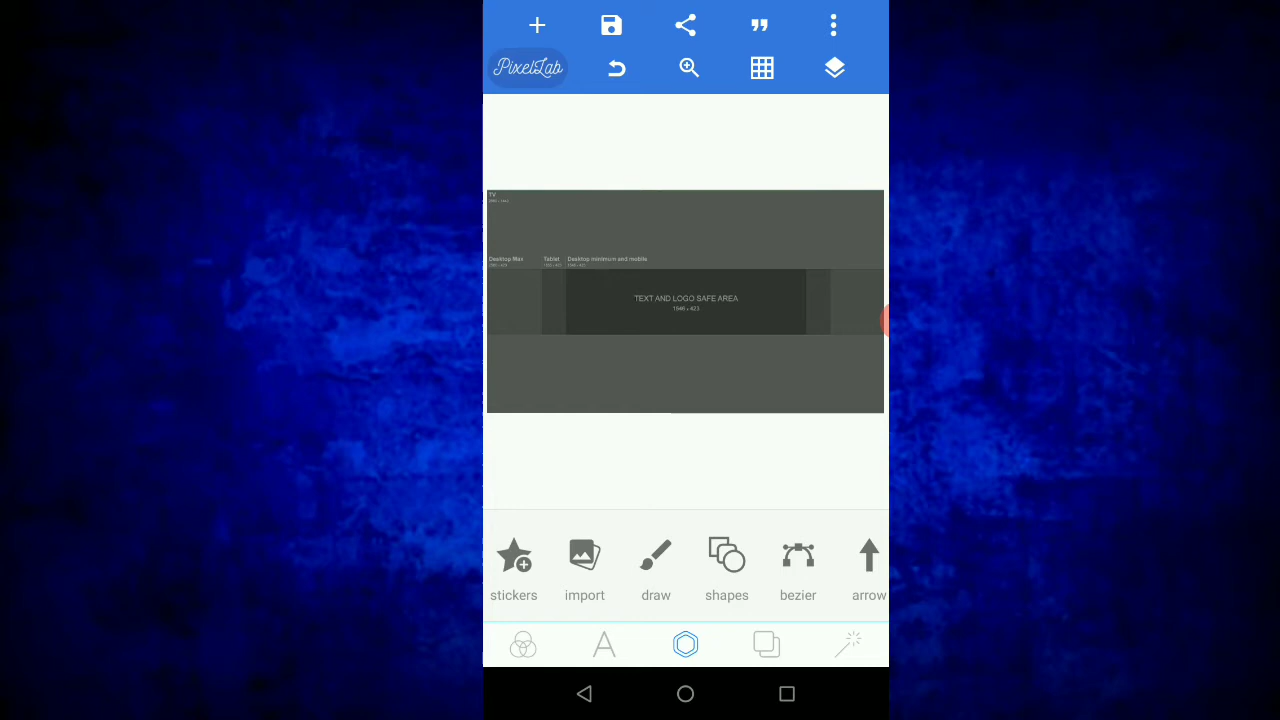 PixelLab
TV
Desktop Max
Tablet
Desktop minimum and mobile
TEXT AND LOGO SAFE AREA
1546 x 423
stickers
import
draw
shapes
bezier
arrow